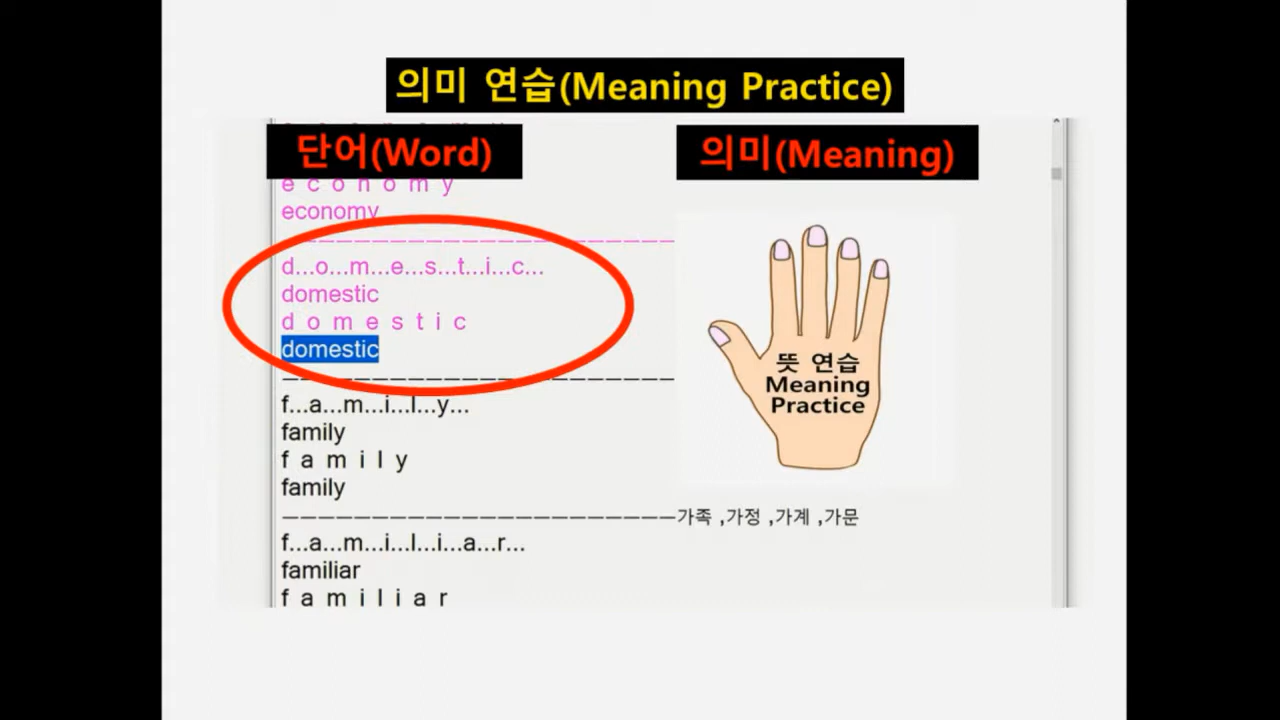 의미 연습(Meaning Practice)
단어(Word)
의미(Meaning)
e c o n o m y
economy
————————————————————
d...o...m...e...s...t...i...c...
domestic
d o m e s t i c
domestic
————————————————————
f...a...m...i...l...y...
family
f a m i l y
family
————————————————————가족 ,가정 ,가계 ,가문
f...a...m...i...l...i...a...r...
familiar
f a m i l i a r
뜻 연습
Meaning
Practice